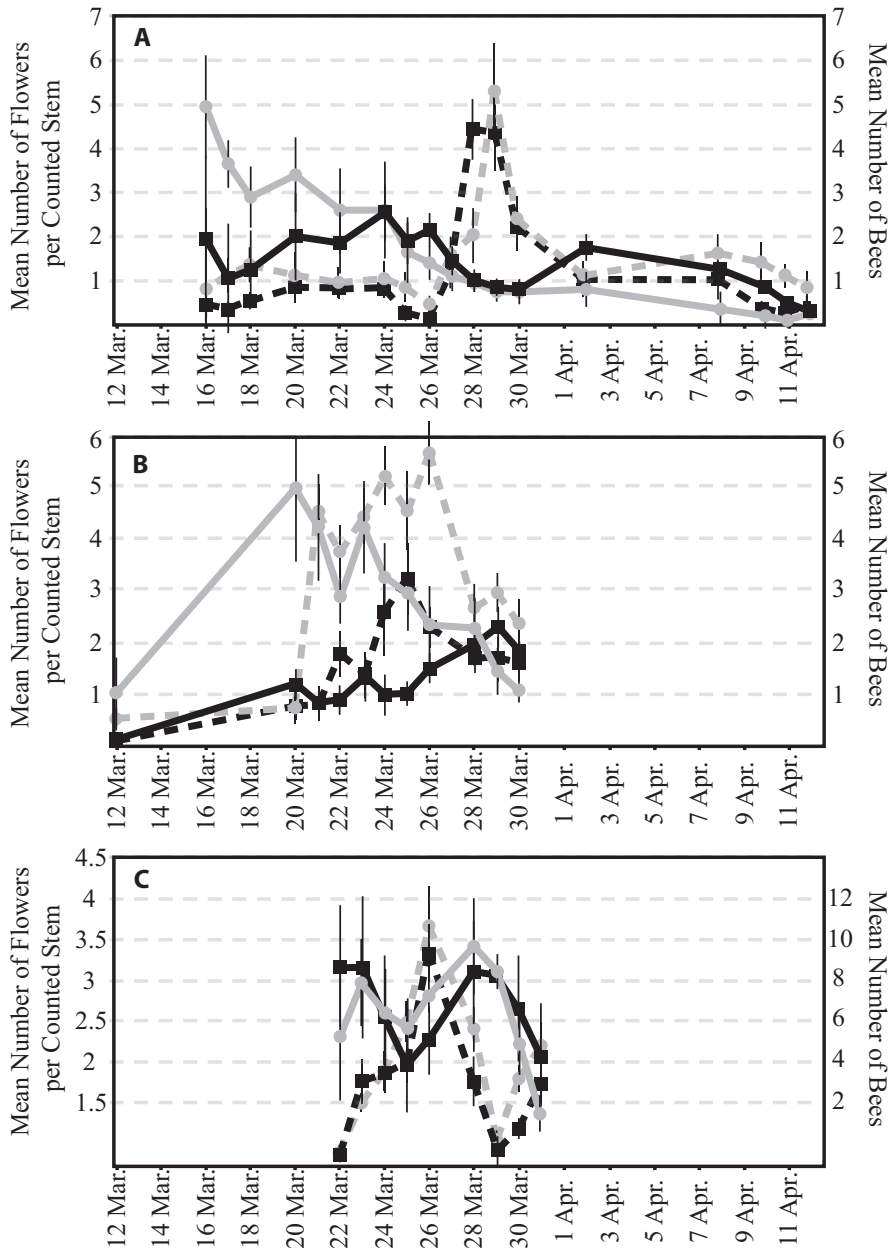 A
7
6
5
4
3
2
1
7
6
5
4
3
2
1
Mean Number of Flowers
per Counted Stem
Mean Number of Bees
12 Mar.
14 Mar.
16 Mar.
18 Mar.
20 Mar.
22 Mar.
24 Mar.
26 Mar.
28 Mar.
30 Mar.
1 Apr.
3 Apr.
5 Apr.
7 Apr.
9 Apr.
11 Apr.
B
6
5
4
3
2
1
6
5
4
3
2
1
Mean Number of Flowers
per Counted Stem
Mean Number of Bees
12 Mar.
14 Mar.
16 Mar.
18 Mar.
20 Mar.
22 Mar.
24 Mar.
26 Mar.
28 Mar.
30 Mar.
1 Apr.
3 Apr.
5 Apr.
7 Apr.
9 Apr.
11 Apr.
C
4.5
4
3.5
3
2.5
2
1.5
12
10
8
6
4
2
Mean Number of Flowers
per Counted Stem
Mean Number of Bees
12 Mar.
14 Mar.
16 Mar.
18 Mar.
20 Mar.
22 Mar.
24 Mar.
26 Mar.
28 Mar.
30 Mar.
1 Apr.
3 Apr.
5 Apr.
7 Apr.
9 Apr.
11 Apr.